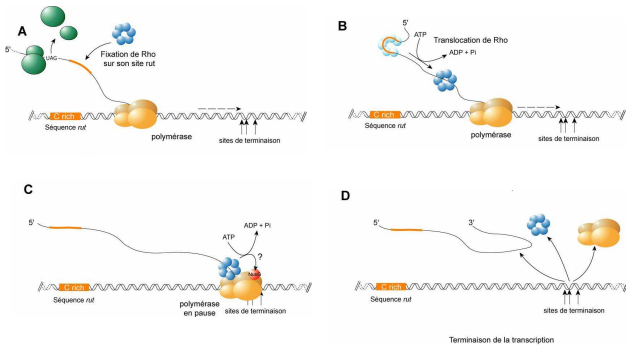 A
5'
UAG
Fixation de Rho
sur son site rut
C rich
Séquence rut
polymérase
sites de terminaison
B
5'
ATP
Translocation de Rho
ADP + Pi
C rich
Séquence rut
polymérase
sites de terminaison
C
5'
ADP + Pi
ATP
?
C rich
Séquence rut
polymérase
en pause
sites de terminaison
D
5'
3'
C rich
Séquence rut
sites de terminaison
Termination de la transcription